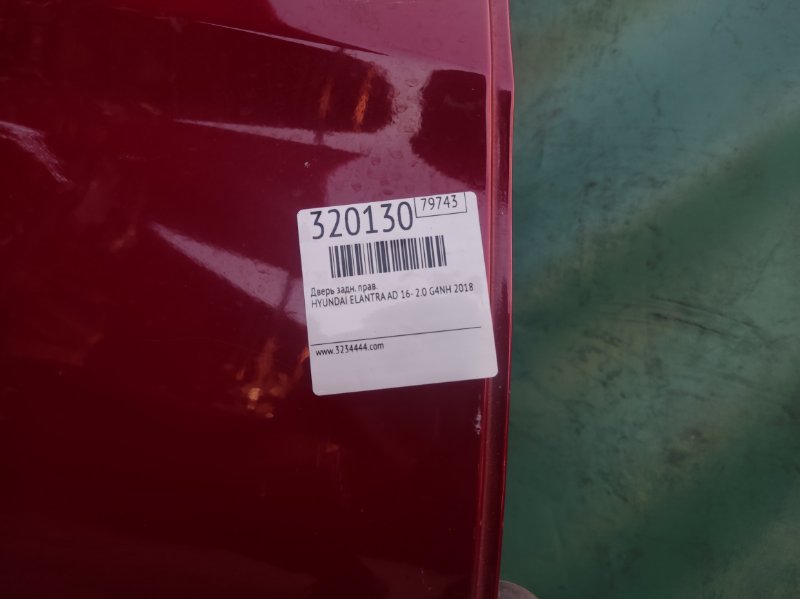 320130 79743
Дверь задн. прав.
HYUNDAI ELANTRA AD 16- 2.0 G4NH 2018
www.3234444.com